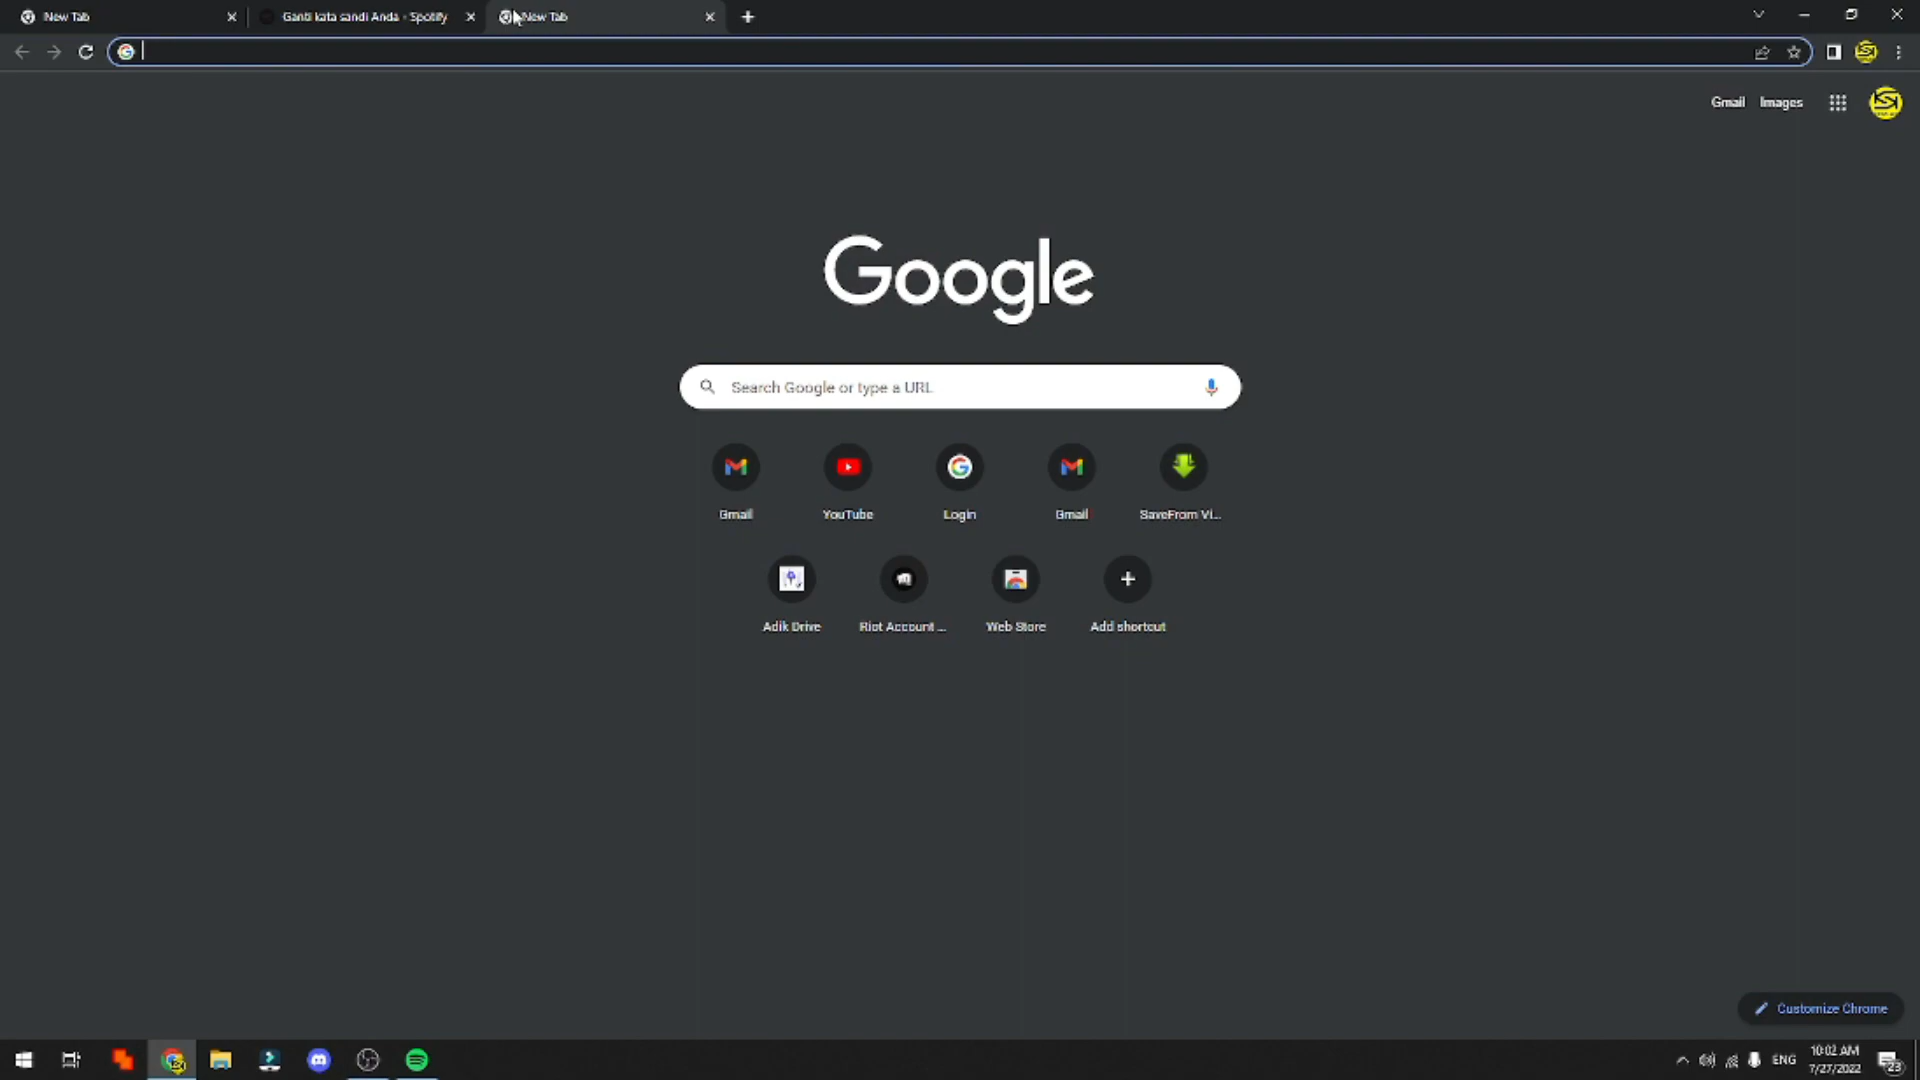 New Tab
Ganti kata sandi Anda - Spotify
New Tab
Gmail
Images
Google
Search Google or type a URL
Gmail
YouTube
Login
Gmail
SaveFrom Vi...
Adik Drive
Riot Account ...
Web Store
Add shortcut
Customize Chrome
ENG
10:02 AM
7/27/2022
23